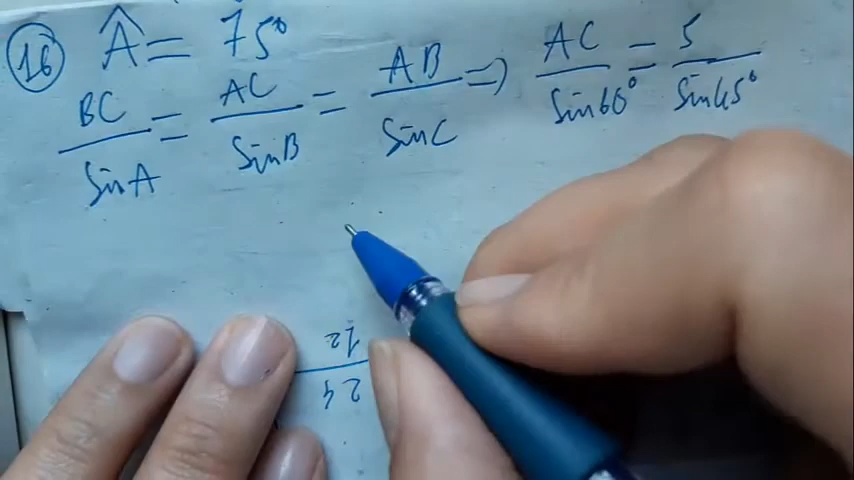 16 Â = 75°
BC/SinA = AC/SinB = AB/SinC => AC/Sin60° = 5/Sin45°
12
24